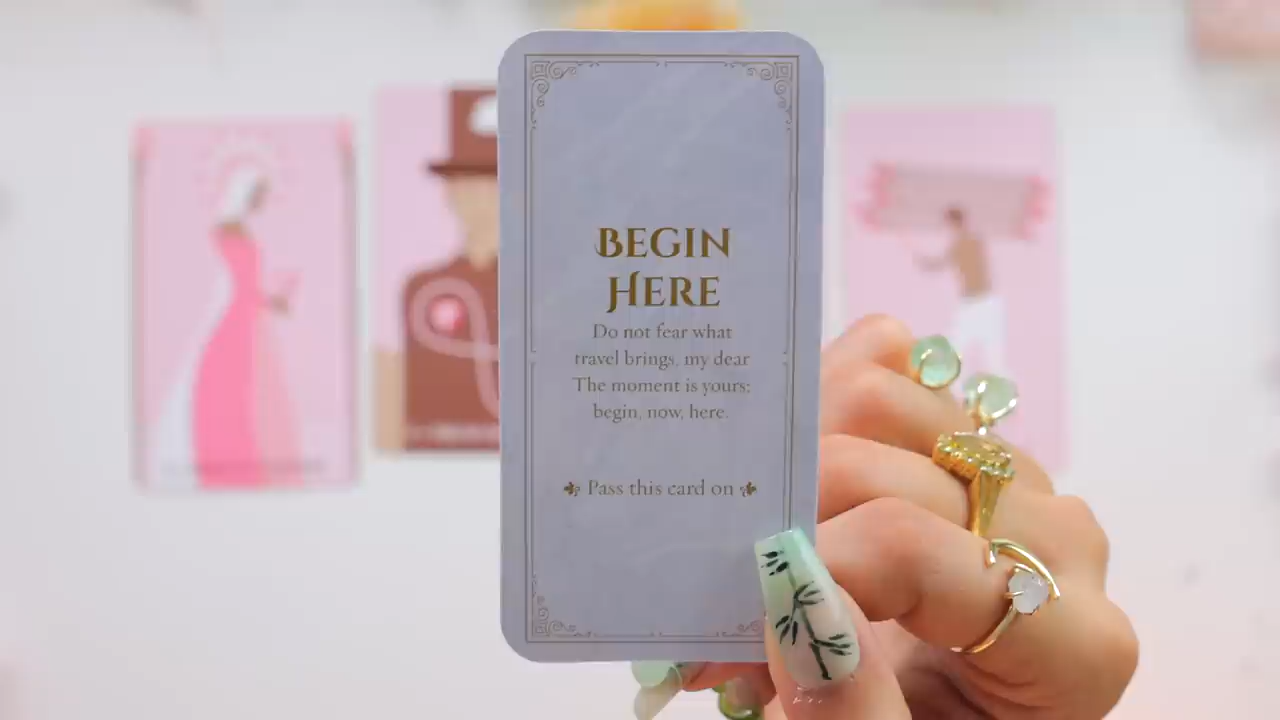 BEGIN
HERE
Do not fear what
travel brings, my dear
The moment is yours;
begin, now, here.
Pass this card on